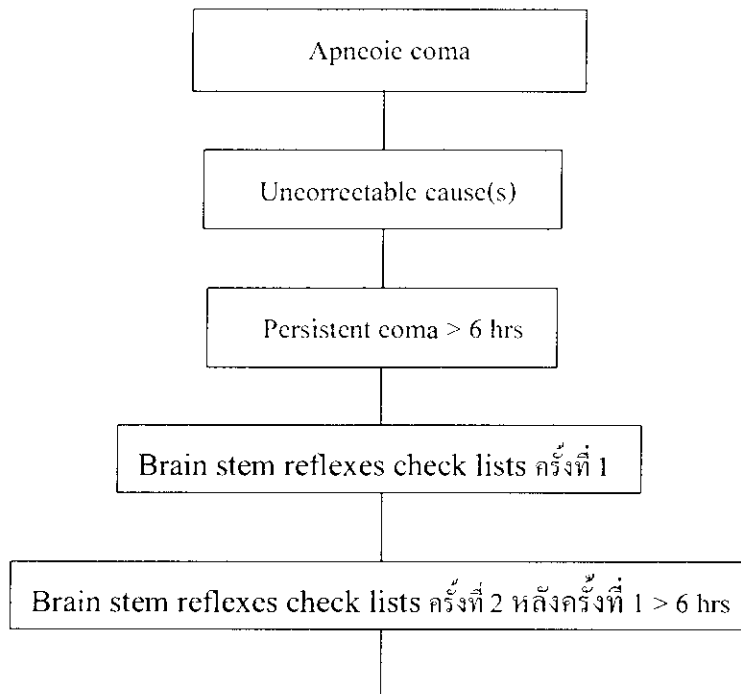 Apneoic coma
Uncorrectable cause(s)
Persistent coma > 6 hrs
Brain stem reflexes check lists ครั้งที่ 1
Brain stem reflexes check lists ครั้งที่ 2 หลังครั้งที่ 1 > 6 hrs